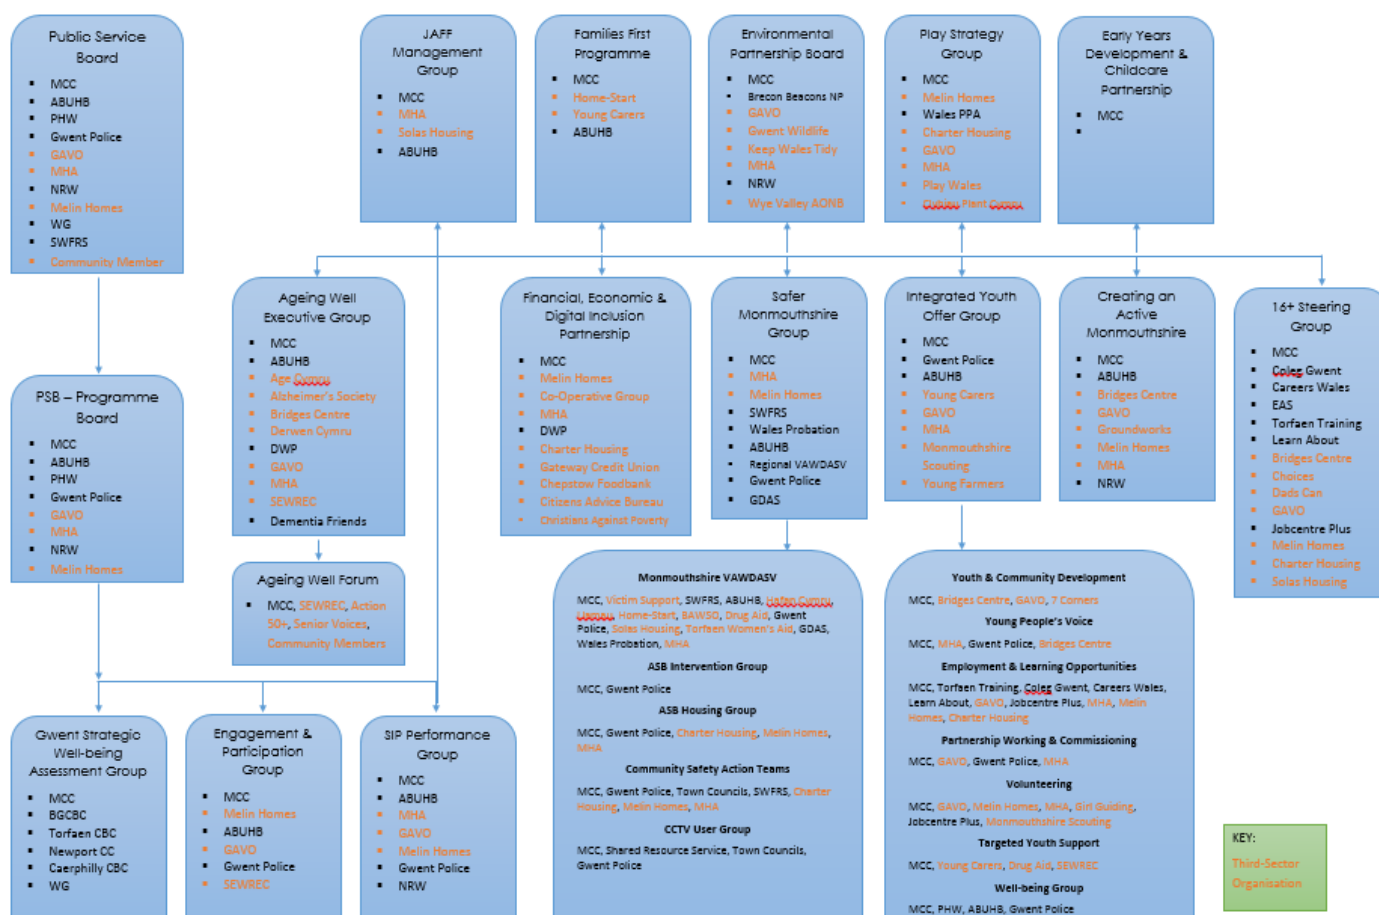 Public Service
Board
MCC
ABUHB
PHW
Gwent Police
GAVO
MHA
NRW
Melin Homes
WG
SWFRS
Community Member
JAFF
Management
Group
MCC
MHA
Solas Housing
ABUHB
Families First
Programme
MCC
Home-Start
Young Carers
ABUHB
Environmental
Partnership Board
MCC
Brecon Beacons NP
GAVO
Gwent Wildlife
Keep Wales Tidy
MHA
NRW
Wye Valley AONB
Play Strategy
Group
MCC
Melin Homes
Wales PPA
Charter Housing
GAVO
MHA
Play Wales
Clybiau Plant Cymru
Early Years
Development &
Childcare
Partnership
MCC
PSB – Programme
Board
MCC
ABUHB
PHW
Gwent Police
GAVO
MHA
NRW
Melin Homes
Ageing Well
Executive Group
MCC
ABUHB
Age Cymru
Alzheimer's Society
Bridges Centre
Derwen Cymru
DWP
GAVO
MHA
SEWREC
Dementia Friends
Ageing Well Forum
MCC, SEWREC, Action
50+, Senior Voices,
Community Members
Financial, Economic &
Digital Inclusion
Partnership
MCC
Melin Homes
Co-Operative Group
MHA
DWP
Charter Housing
Gateway Credit Union
Chepstow Foodbank
Citizens Advice Bureau
Christians Against Poverty
Safer
Monmouthshire
Group
MCC
MHA
Melin Homes
SWFRS
Wales Probation
ABUHB
Regional VAWDASV
Gwent Police
GDAS
Integrated Youth
Offer Group
MCC
Gwent Police
ABUHB
Young Carers
GAVO
MHA
Monmouthshire
Scouting
Young Farmers
Creating an
Active
Monmouthshire
MCC
ABUHB
Bridges Centre
GAVO
Groundworks
Melin Homes
MHA
NRW
16+ Steering
Group
MCC
Coleg Gwent
Careers Wales
EAS
Torfaen Training
Learn About
Bridges Centre
Choices
Dads Can
GAVO
Jobcentre Plus
Melin Homes
Charter Housing
Solas Housing
Gwent Strategic
Well-being
Assessment Group
MCC
BGCBC
Torfaen CBC
Newport CC
Caerphilly CBC
WG
Engagement &
Participation
Group
MCC
Melin Homes
ABUHB
GAVO
Gwent Police
SEWREC
SIP Performance
Group
MCC
ABUHB
MHA
GAVO
Melin Homes
Gwent Police
NRW
Monmouthshire VAWDASV
MCC, Victim Support, SWFRS, ABUHB, Hafan Cymru,
Llamau, Home-Start, BAWSO, Drug Aid, Gwent
Police, Solas Housing, Torfaen Women's Aid, GDAS,
Wales Probation, MHA
ASB Intervention Group
MCC, Gwent Police
ASB Housing Group
MCC, Gwent Police, Charter Housing, Melin Homes,
MHA
Community Safety Action Teams
MCC, Gwent Police, Town Councils, SWFRS, Charter
Housing, Melin Homes, MHA
CCTV User Group
MCC, Shared Resource Service, Town Councils,
Gwent Police
Youth & Community Development
MCC, Bridges Centre, GAVO, 7 Corners
Young People's Voice
MCC, MHA, Gwent Police, Bridges Centre
Employment & Learning Opportunities
MCC, Torfaen Training, Coleg Gwent, Careers Wales,
Learn About, GAVO, Jobcentre Plus, MHA, Melin
Homes, Charter Housing
Partnership Working & Commissioning
MCC, GAVO, Gwent Police, MHA
Volunteering
MCC, GAVO, Melin Homes, MHA, Girl Guiding,
Jobcentre Plus, Monmouthshire Scouting
Targeted Youth Support
MCC, Young Carers, Drug Aid, SEWREC
Well-being Group
MCC, PHW, ABUHB, Gwent Police
KEY:
Third-Sector
Organisation